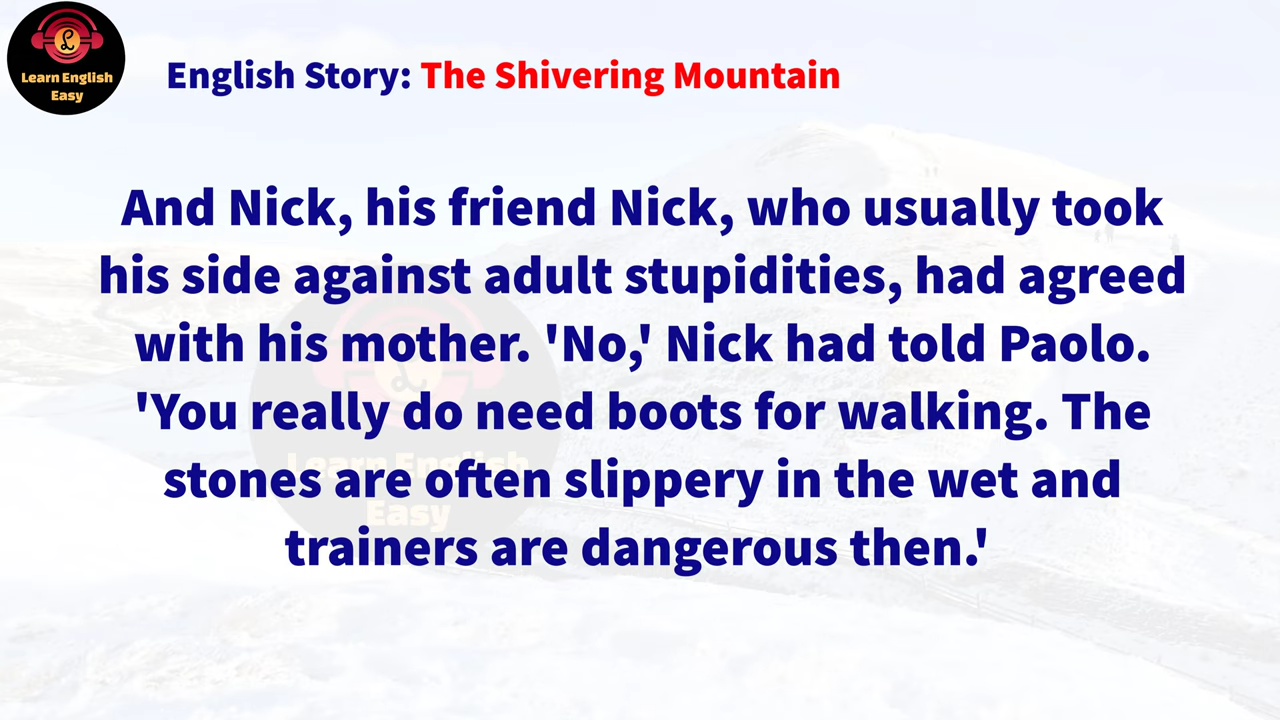 Learn English
Easy
English Story: The Shivering Mountain
And Nick, his friend Nick, who usually took
his side against adult stupidities, had agreed
with his mother. 'No,' Nick had told Paolo.
'You really do need boots for walking. The
stones are often slippery in the wet and
trainers are dangerous then.'
Learn English
Easy